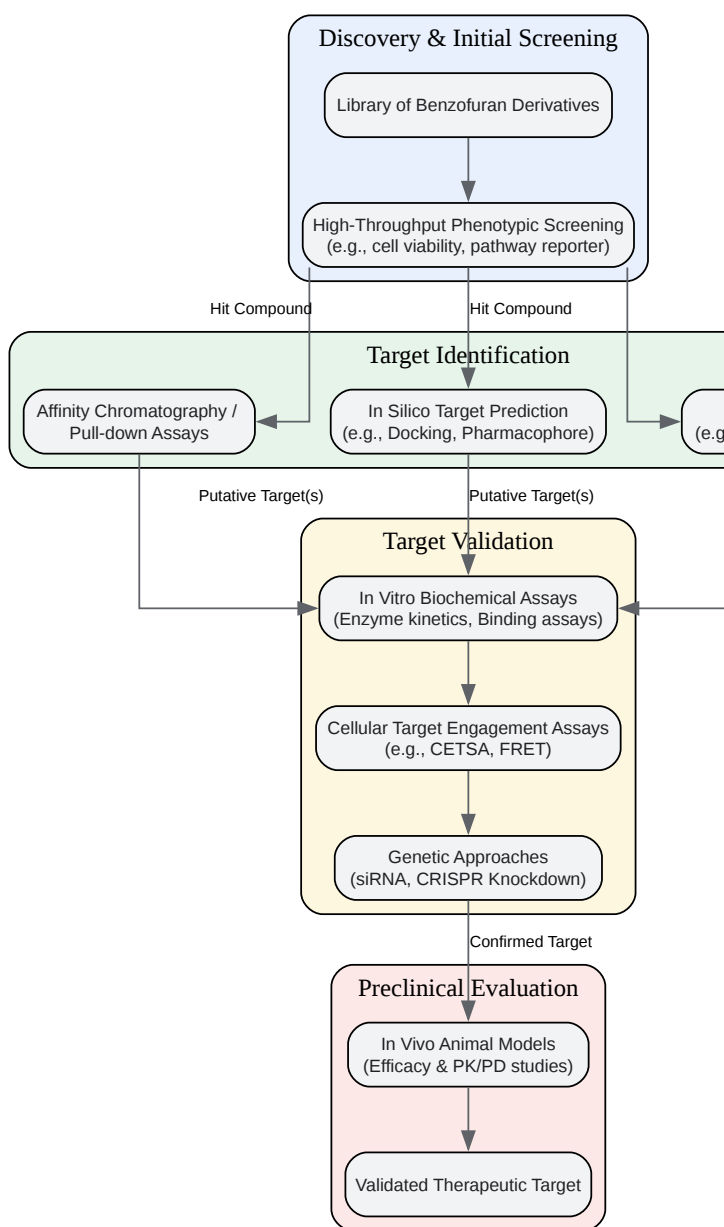 Discovery & Initial Screening
Library of Benzofuran Derivatives
High-Throughput Phenotypic Screening
(e.g., cell viability, pathway reporter)
Hit Compound
Hit Compound
Target Identification
Affinity Chromatography /
Pull-down Assays
In Silico Target Prediction
(e.g., Docking, Pharmacophore)
(e.g
Putative Target(s)
Putative Target(s)
Target Validation
In Vitro Biochemical Assays
(Enzyme kinetics, Binding assays)
Cellular Target Engagement Assays
(e.g., CETSA, FRET)
Genetic Approaches
(siRNA, CRISPR Knockdown)
Confirmed Target
Preclinical Evaluation
In Vivo Animal Models
(Efficacy & PK/PD studies)
Validated Therapeutic Target